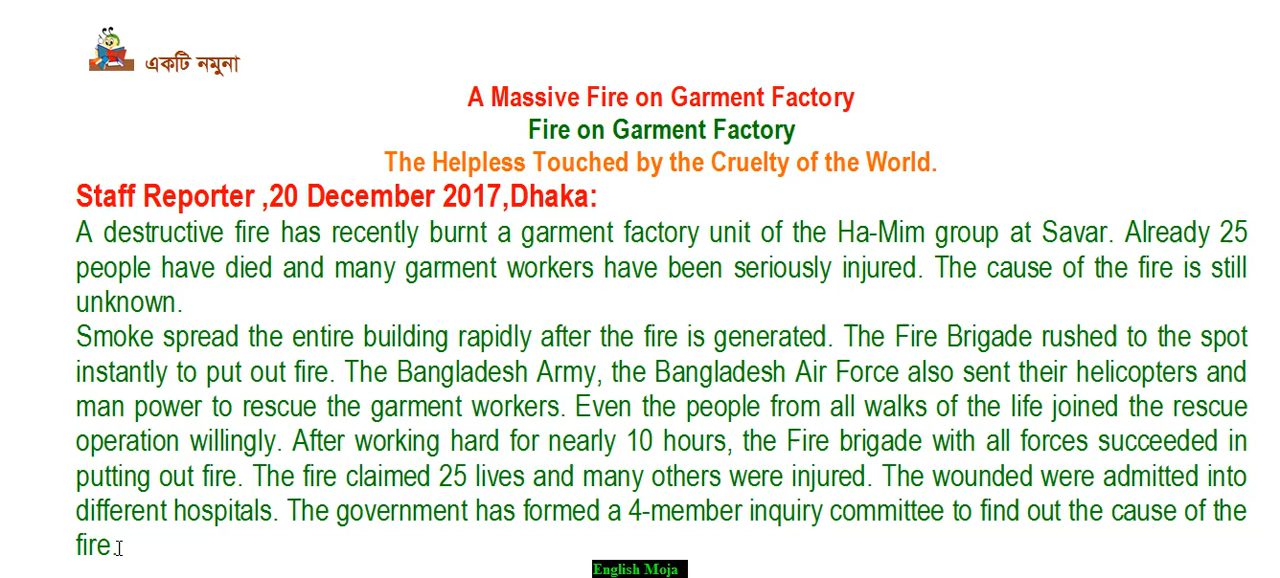 একটি নমুনা
A Massive Fire on Garment Factory
Fire on Garment Factory
The Helpless Touched by the Cruelty of the World.
Staff Reporter ,20 December 2017,Dhaka:
A destructive fire has recently burnt a garment factory unit of the Ha-Mim group at Savar. Already 25
people have died and many garment workers have been seriously injured. The cause of the fire is still
unknown.
Smoke spread the entire building rapidly after the fire is generated. The Fire Brigade rushed to the spot
instantly to put out fire. The Bangladesh Army, the Bangladesh Air Force also sent their helicopters and
man power to rescue the garment workers. Even the people from all walks of the life joined the rescue
operation willingly. After working hard for nearly 10 hours, the Fire brigade with all forces succeeded in
putting out fire. The fire claimed 25 lives and many others were injured. The wounded were admitted into
different hospitals. The government has formed a 4-member inquiry committee to find out the cause of the
fire.
English Moja